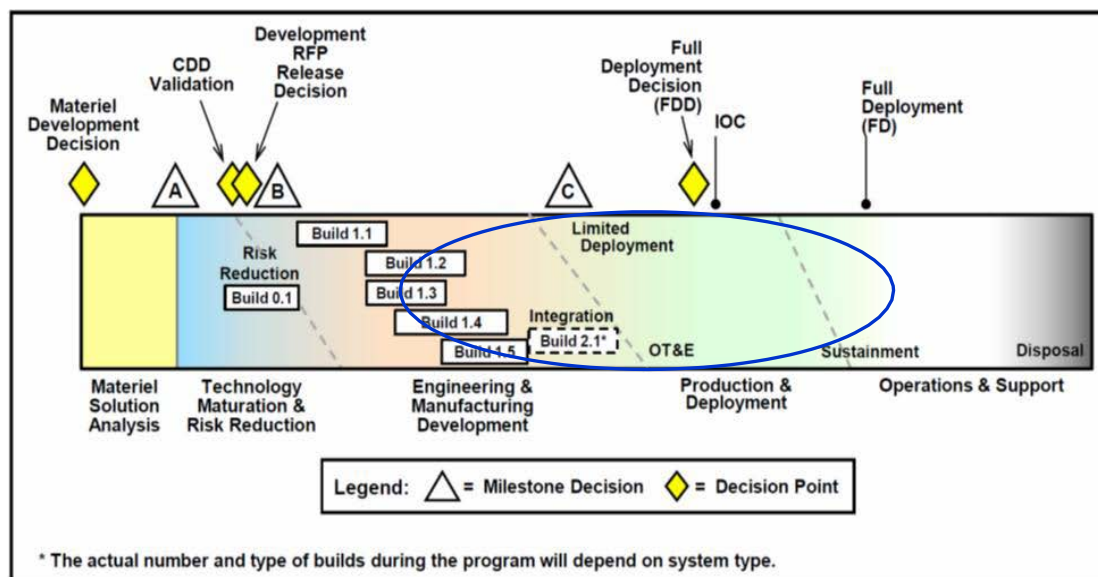 Materiel
Development
Decision
CDD
Validation
Development
RFP
Release
Decision
Full
Deployment
Decision
(FDD)
IOC
Full
Deployment
(FD)
A
B
C
Build 1.1
Build 1.2
Build 1.3
Build 1.4
Build 1.5
Risk
Reduction
Build 0.1
Integration
Build 2.1*
Limited
Deployment
OT&E
Sustainment
Disposal
Materiel
Solution
Analysis
Technology
Maturation &
Risk Reduction
Engineering &
Manufacturing
Development
Production &
Deployment
Operations & Support
Legend: = Milestone Decision = Decision Point
* The actual number and type of builds during the program will depend on system type.